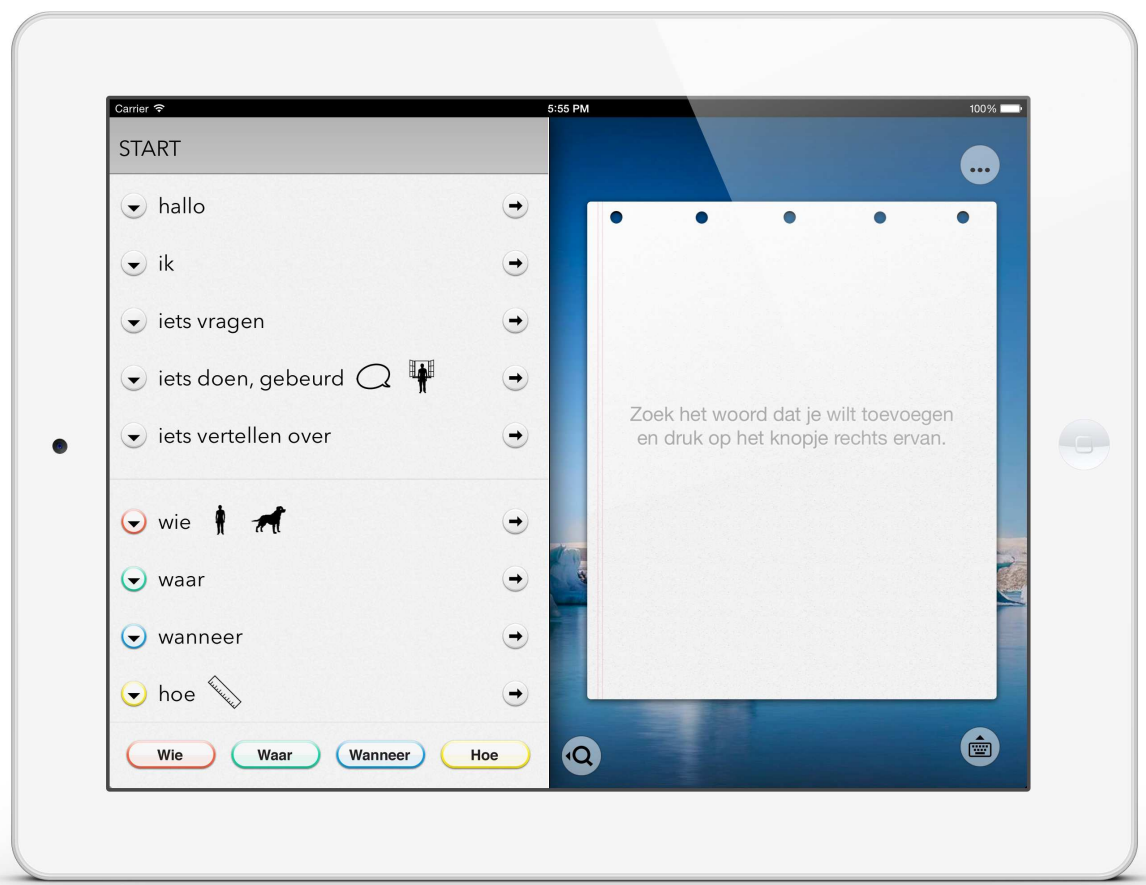 Carrier
5:55 PM
100%
START
hallo
ik
iets vragen
iets doen, gebeurd
iets vertellen over
wie
waar
wanneer
hoe
Wie
Waar
Wanneer
Hoe
Zoek het woord dat je wilt toevoegen
en druk op het knopje rechts ervan.